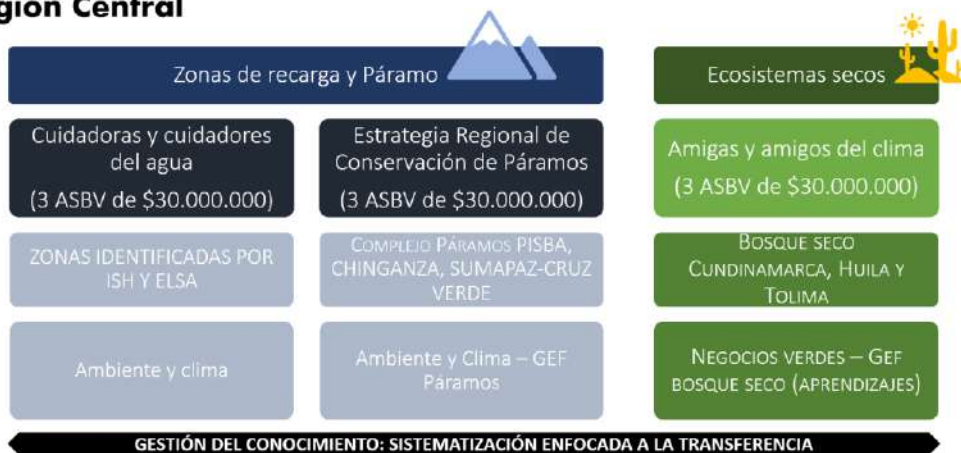 gión Central
Zonas de recarga y Páramo
Ecosistemas secos
Cuidadoras y cuidadores
del agua
(3 ASBV de $30.000.000)
Estrategia Regional de
Conservación de Páramos
(3 ASBV de $30.000.000)
Amigas y amigos del clima
(3 ASBV de $30.000.000)
ZONAS IDENTIFICADAS POR
ISH Y ELSA
COMPLEJO PÁRAMOS PISBA,
CHINGANZA, SUMAPAZ-CRUZ
VERDE
BOSQUE SECO
CUNDINAMARCA, HUILA Y
TOLIMA
Ambiente y clima
Ambiente y Clima – GEF
Páramos
NEGOCIOS VERDES – GEF
BOSQUE SECO (APRENDIZAJES)
GESTIÓN DEL CONOCIMIENTO: SISTEMATIZACIÓN ENFOCADA A LA TRANSFERENCIA